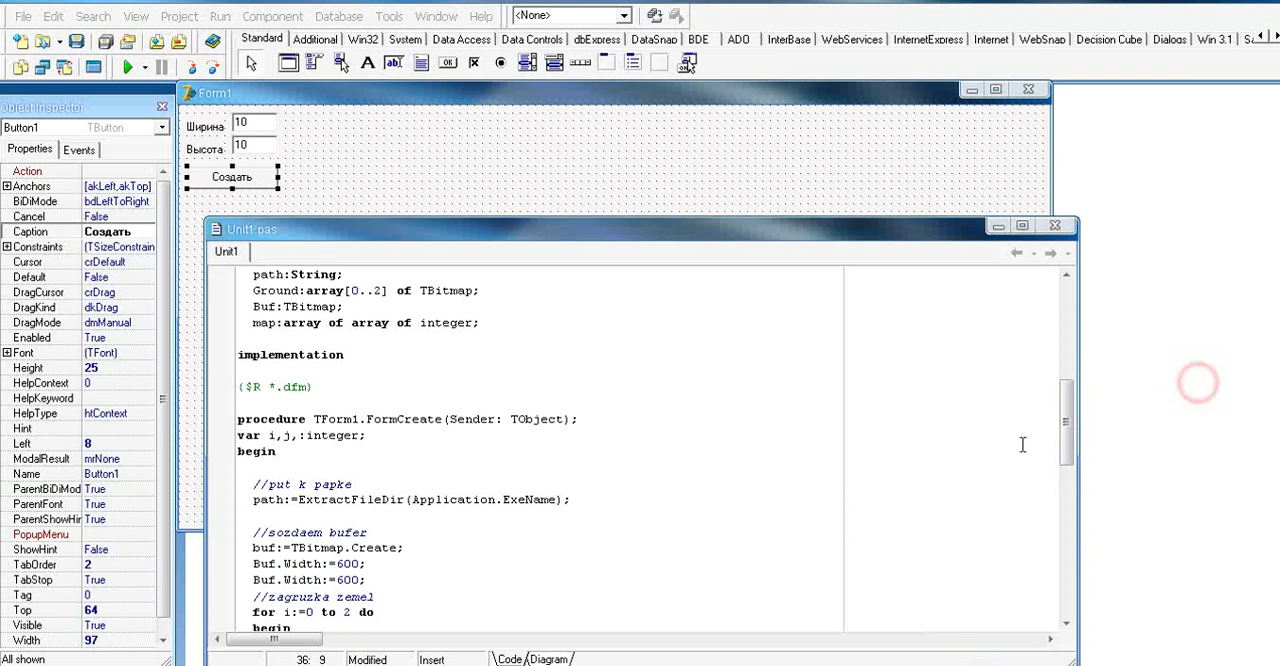 File Edit Search View Project Run Component Database Tools Window Help <None>
Standard Additional Win32 System Data Access Data Controls dbExpress DataSnap BDE ADO InterBase WebServices InternetExpress Internet WebSnap Decision Cube Dialogs Win 3.1
Object Inspector
Button1 TButton
Properties Events
Action
Anchors [akLeft,akTop]
BiDiMode bdLeftToRight
Cancel False
Caption Создать
Constraints (TSizeConstrain
Cursor crDefault
Default False
DragCursor crDrag
DragKind dkDrag
DragMode dmManual
Enabled True
Font (TFont)
Height 25
HelpContext 0
HelpKeyword
HelpType htContext
Hint
Left 8
ModalResult mrNone
Name Button1
ParentBiDiMod True
ParentFont True
ParentShowHir True
PopupMenu
ShowHint False
TabOrder 2
TabStop True
Tag 0
Top 64
Visible True
Width 97
All shown
Form1
Ширина 10
Высота 10
Создать
Unit1.pas
Unit1
path:String;
Ground:array[0..2] of TBitmap;
Buf:TBitmap;
map:array of array of integer;
implementation
{$R *.dfm}
procedure TForm1.FormCreate(Sender: TObject);
var i,j,:integer;
begin
//put k papke
path:=ExtractFileDir(Application.ExeName);
//sozdaem bufer
buf:=TBitmap.Create;
Buf.Width:=600;
Buf.Width:=600;
//zagruzka zemel
for i:=0 to 2 do
begin
36: 9 Modified Insert Code Diagram